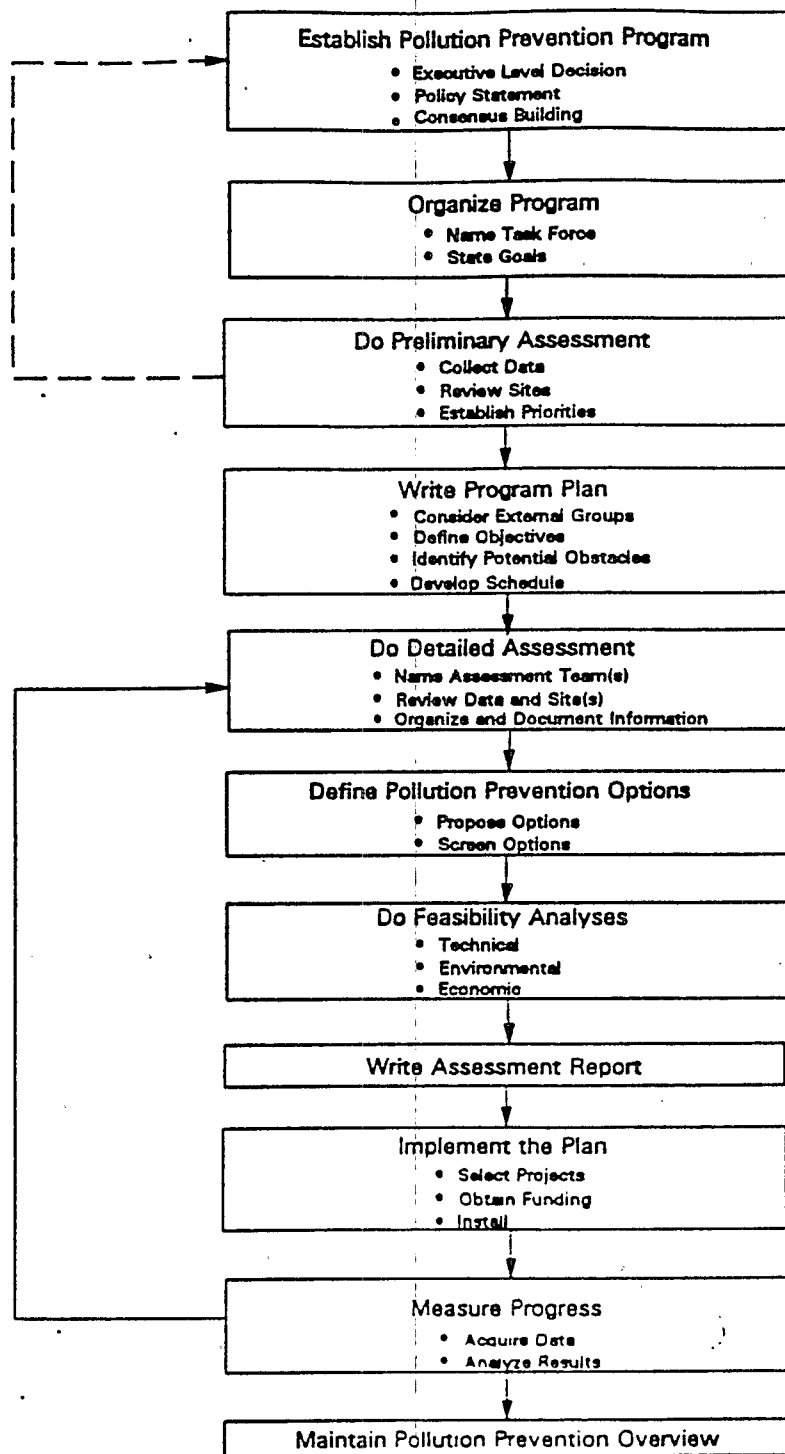 Establish Pollution Prevention Program
• Executive Level Decision
• Policy Statement
• Consensus Building
Organize Program
• Name Task Force
• State Goals
Do Preliminary Assessment
• Collect Data
• Review Sites
• Establish Priorities
Write Program Plan
• Consider External Groups
• Define Objectives
• Identify Potential Obstacles
• Develop Schedule
Do Detailed Assessment
• Name Assessment Team(s)
• Review Data and Site(s)
• Organize and Document Information
Define Pollution Prevention Options
• Propose Options
• Screen Options
Do Feasibility Analyses
• Technical
• Environmental
• Economic
Write Assessment Report
Implement the Plan
• Select Projects
• Obtain Funding
• Install
Measure Progress
• Acquire Data
• Analyze Results
Maintain Pollution Prevention Overview